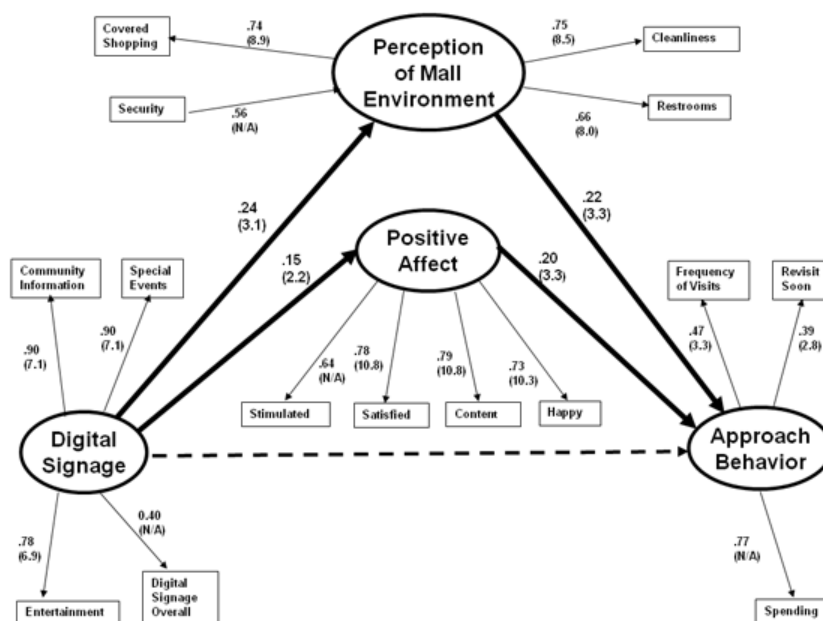 Covered
Shopping
.74
(8.9)
Perception
of Mall
Environment
.75
(8.5)
Cleanliness
Security
.56
(N/A)
Restrooms
.66
(8.0)
.24
(3.1)
.22
(3.3)
Positive
Affect
.15
(2.2)
.20
(3.3)
Community
Information
Special
Events
Frequency
of Visits
Revisit
Soon
.90
(7.1)
.90
(7.1)
.64
(N/A)
.78
(10.8)
.79
(10.8)
.73
(10.3)
.47
(3.3)
.39
(2.8)
Stimulated
Satisfied
Content
Happy
Digital
Signage
Approach
Behavior
.78
(6.9)
0.40
(N/A)
.77
(N/A)
Entertainment
Digital
Signage
Overall
Spending